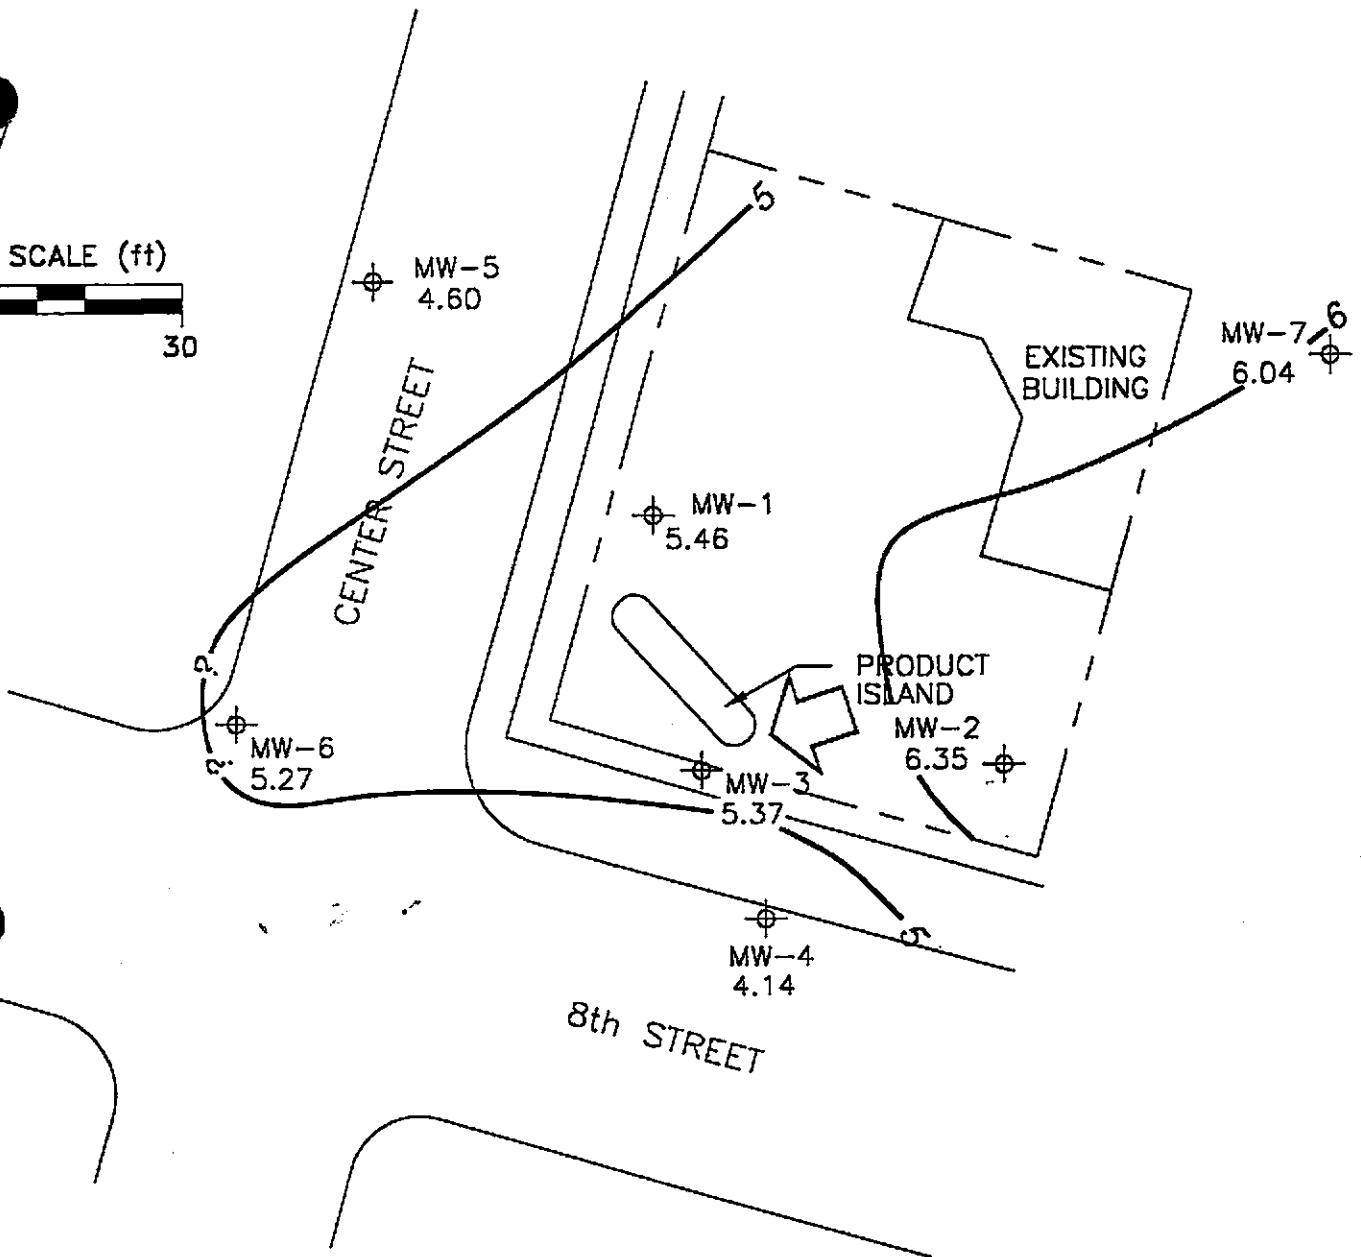 5
SCALE (ft)
30
MW-5
4.60
6
MW-7
6.04
EXISTING
BUILDING
CENTER STREET
MW-1
5.46
?
PRODUCT
ISLAND
MW-2
6.35
MW-6
5.27
?
MW-3
5.37
5
MW-4
4.14
8th STREET